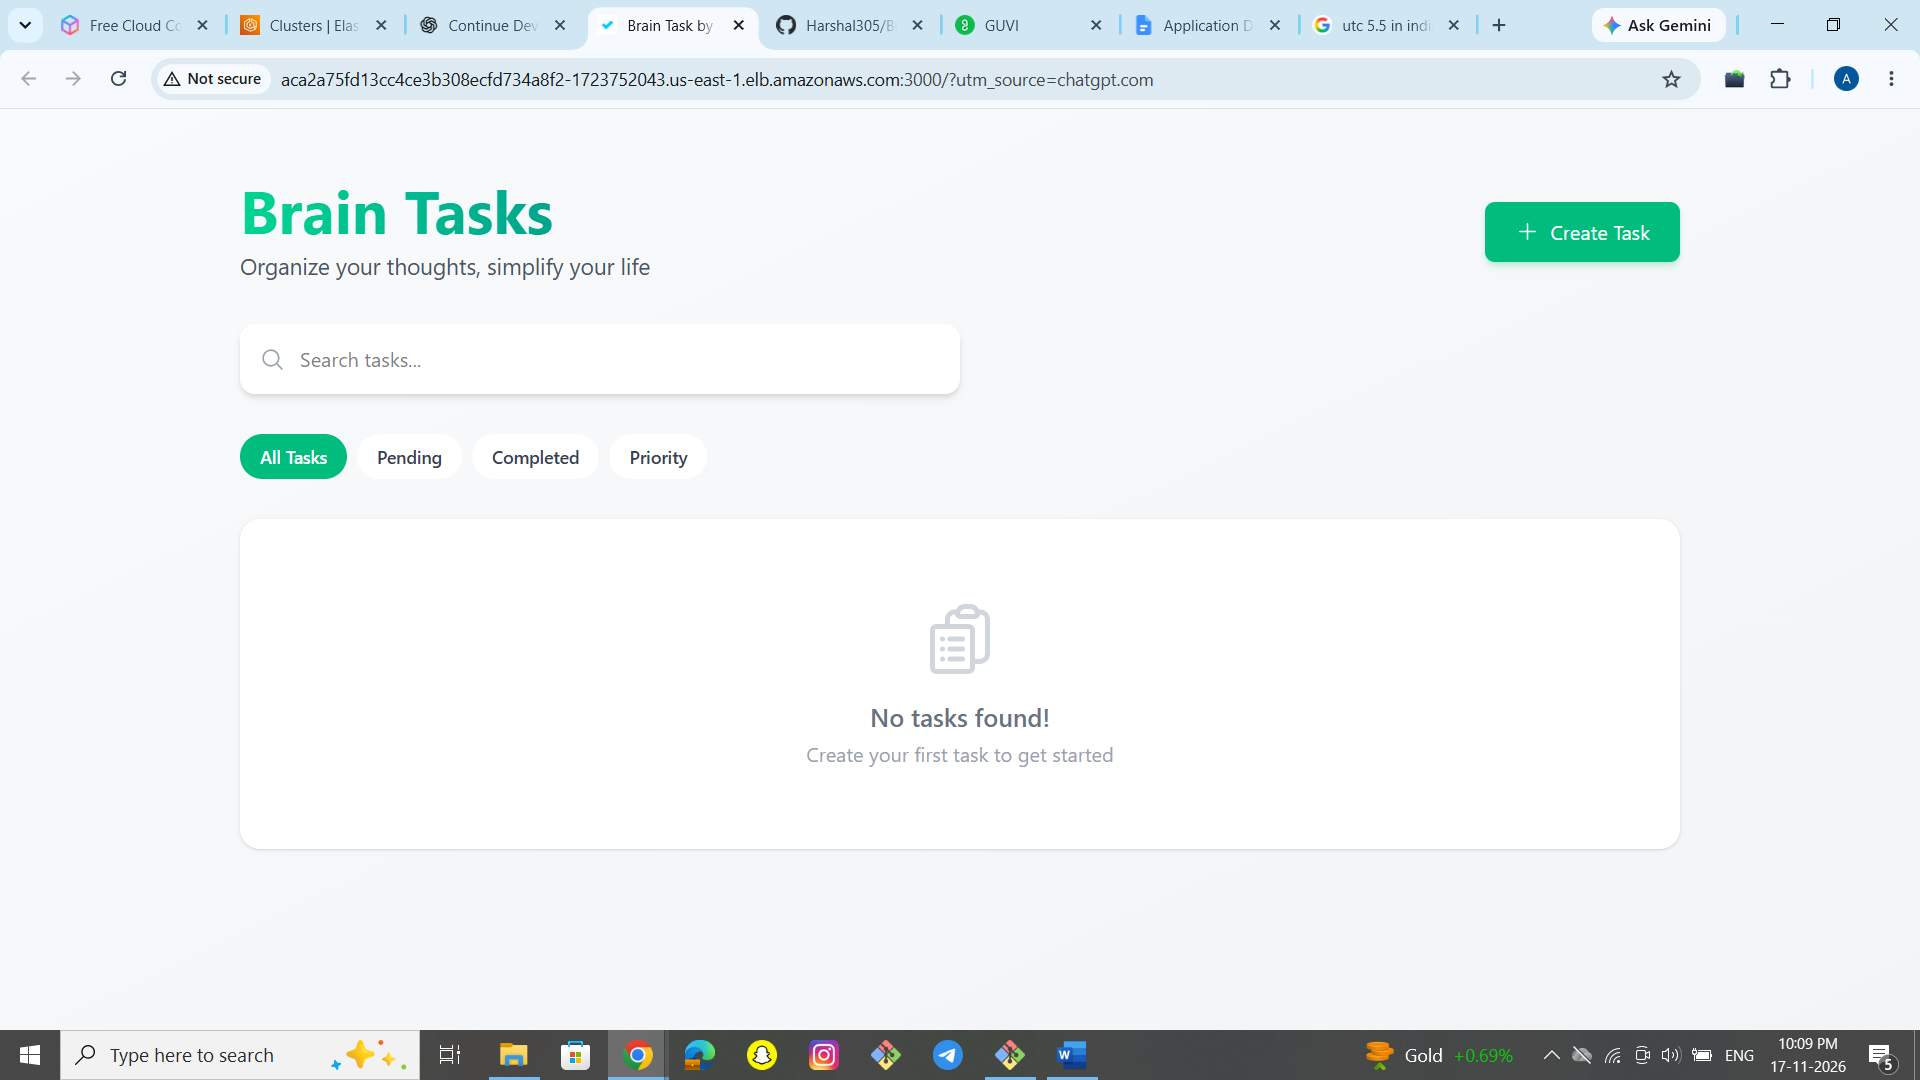 Free Cloud Co
Clusters | Elas
Continue Dev
Brain Task by
Harshal305/B
GUVI
Application D
utc 5.5 in indi
Ask Gemini
Not secure
aca2a75fd13cc4ce3b308ecfd734a8f2-1723752043.us-east-1.elb.amazonaws.com:3000/?utm_source=chatgpt.com
A
Brain Tasks
Organize your thoughts, simplify your life
Create Task
Search tasks...
All Tasks
Pending
Completed
Priority
No tasks found!
Create your first task to get started
Type here to search
Gold +0.69%
ENG
10:09 PM
17-11-2026
5